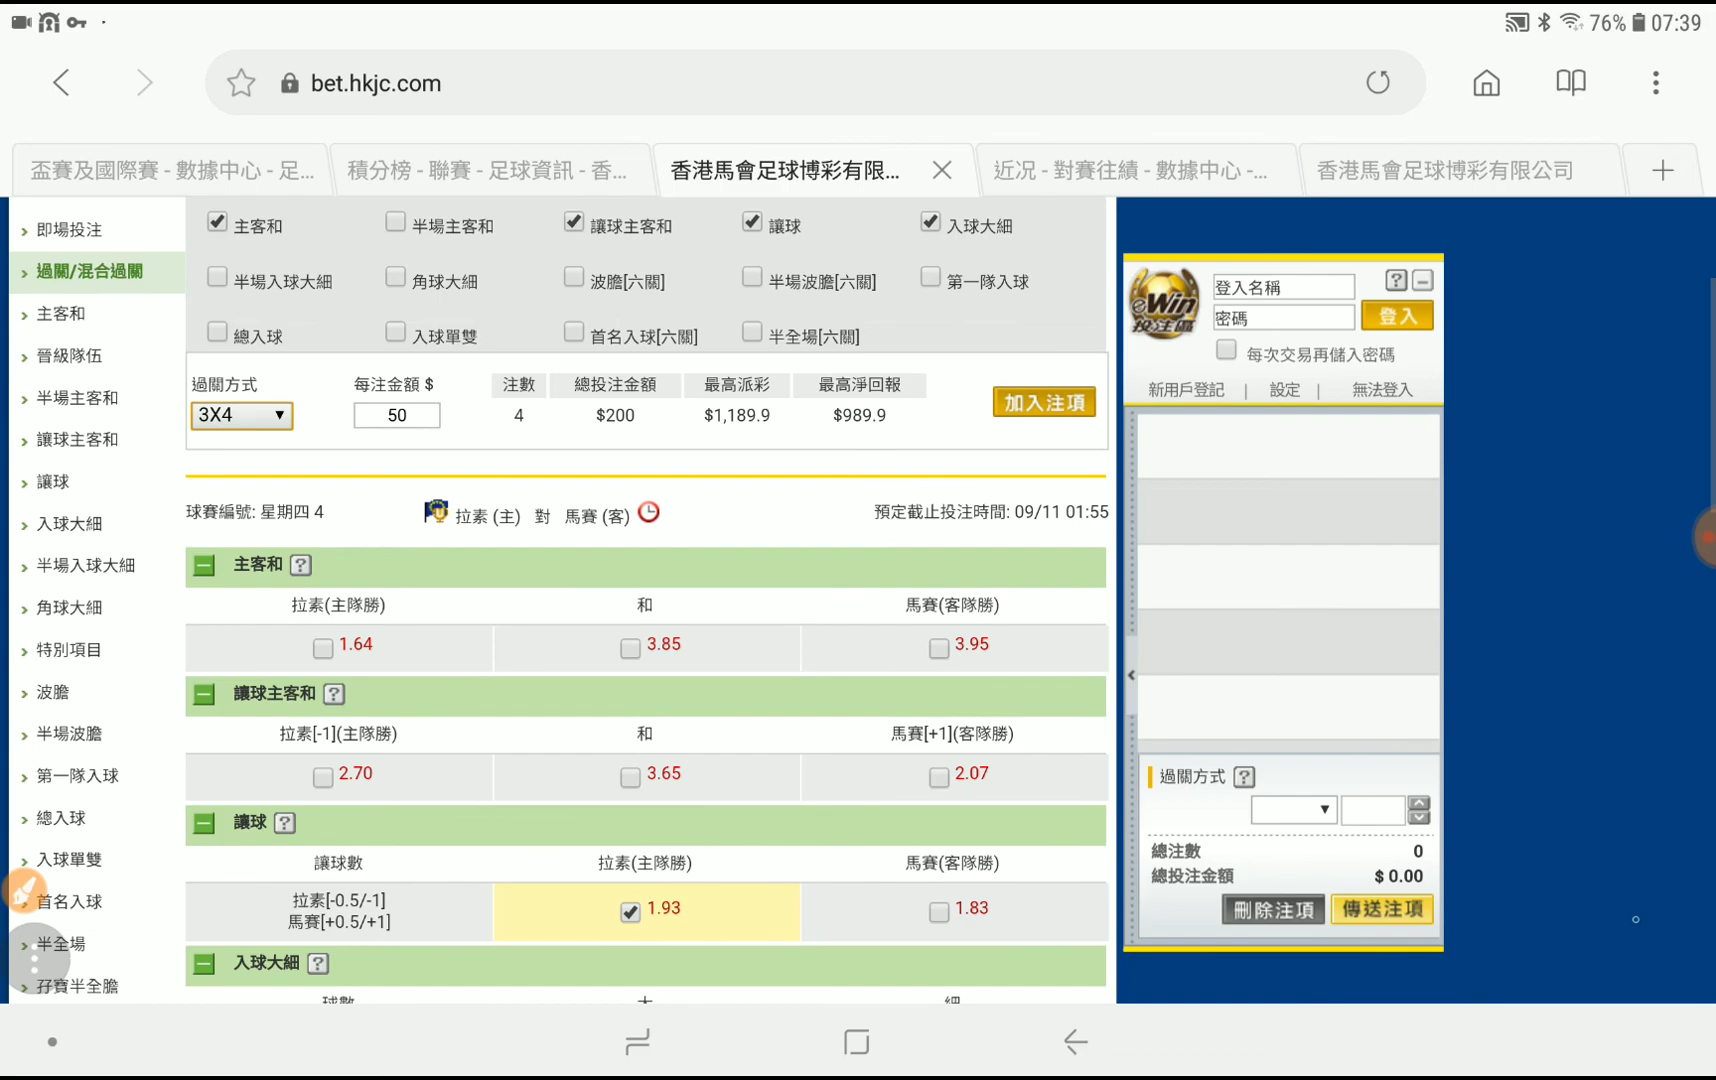 76% 07:39
bet.hkjc.com
盃賽及國際賽 - 數據中心 - 足...
積分榜 - 聯賽 - 足球資訊 - 香...
香港馬會足球博彩有限...
近況 - 對賽往績 - 數據中心 -...
香港馬會足球博彩有限公司
即場投注
過關/混合過關
主客和
晉級隊伍
半場主客和
讓球主客和
讓球
入球大細
半場入球大細
角球大細
特別項目
波膽
半場波膽
第一隊入球
總入球
入球單雙
首名入球
半全場
孖寶半全膽
主客和 半場主客和 讓球主客和 讓球 入球大細
半場入球大細 角球大細 波膽[六關] 半場波膽[六關] 第一隊入球
總入球 入球單雙 首名入球[六關] 半全場[六關]
過關方式 每注金額 $ 注數 總投注金額 最高派彩 最高淨回報
3X4 50 4 $200 $1,189.9 $989.9 加入注項
球賽編號: 星期四 4 拉素 (主) 對 馬賽 (客) 預定截止投注時間: 09/11 01:55
主客和 ?
拉素(主隊勝) 和 馬賽(客隊勝)
1.64 3.85 3.95
讓球主客和 ?
拉素[-1](主隊勝) 和 馬賽[+1](客隊勝)
2.70 3.65 2.07
讓球 ?
讓球數 拉素(主隊勝) 馬賽(客隊勝)
拉素[-0.5/-1]
馬賽[+0.5/+1]
1.93 1.83
入球大細 ?
球數 大 細
eWin
投注區
登入名稱 ?
密碼 登入
每次交易再儲入密碼
新用戶登記 | 設定 | 無法登入
過關方式 ?
總注數 0
總投注金額 $ 0.00
刪除注項 傳送注項